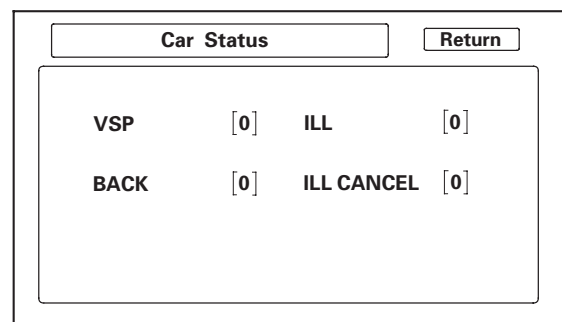 Car Status Return
VSP [0] ILL [0]
BACK [0] ILL CANCEL [0]